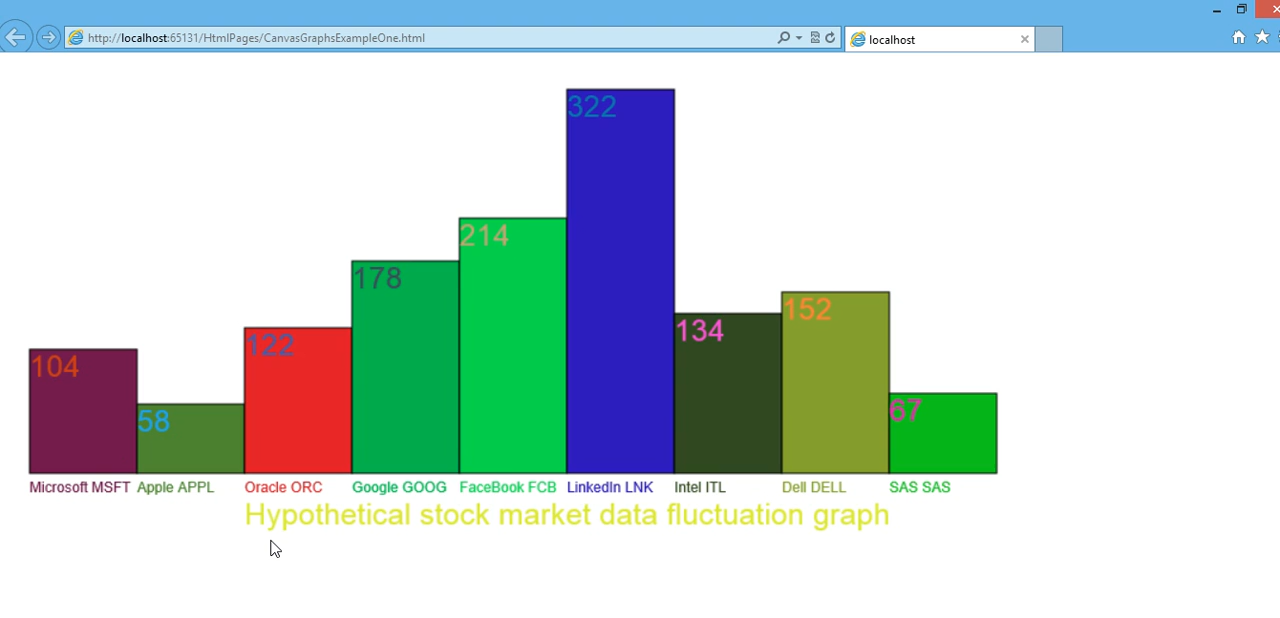 http://localhost:65131/HtmlPages/CanvasGraphsExampleOne.html
localhost
322
214
178
152
134
122
104
67
58
Microsoft MSFT Apple APPL Oracle ORC Google GOOG FaceBook FCB LinkedIn LNK Intel ITL Dell DELL SAS SAS
Hypothetical stock market data fluctuation graph